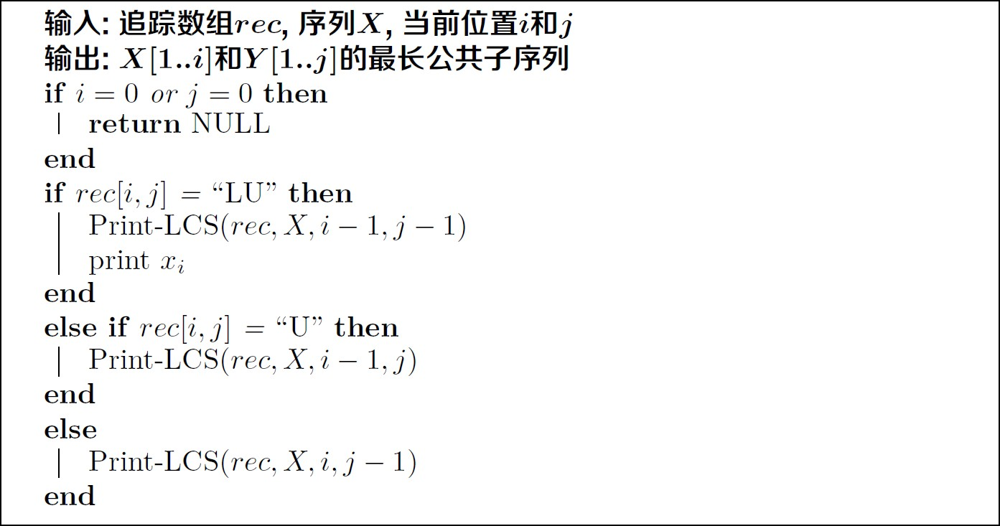 输入: 追踪数组rec, 序列X, 当前位置i和j
输出: X[1..i]和Y[1..j]的最长公共子序列
if i = 0 or j = 0 then
return NULL
end
if rec[i, j] = “LU” then
Print-LCS(rec, X, i − 1, j − 1)
print xᵢ
end
else if rec[i, j] = “U” then
Print-LCS(rec, X, i − 1, j)
end
else
Print-LCS(rec, X, i, j − 1)
end